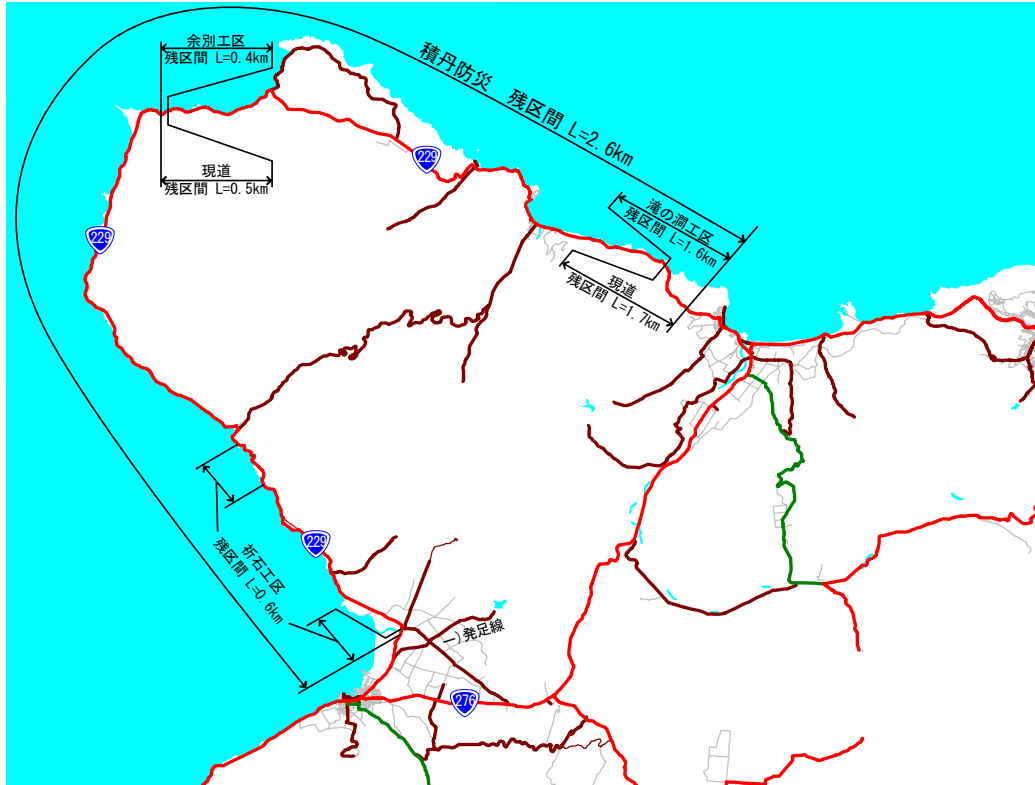 余別工区
残区間 L=0.4km
積丹防災 残区間 L=2.6km
229
現道
残区間 L=0.5km
滝の澗工区
残区間 L=1.6km
229
現道
残区間 L=1.7km
229
祈石工区
残区間 L=0.6km
一)発足線
276